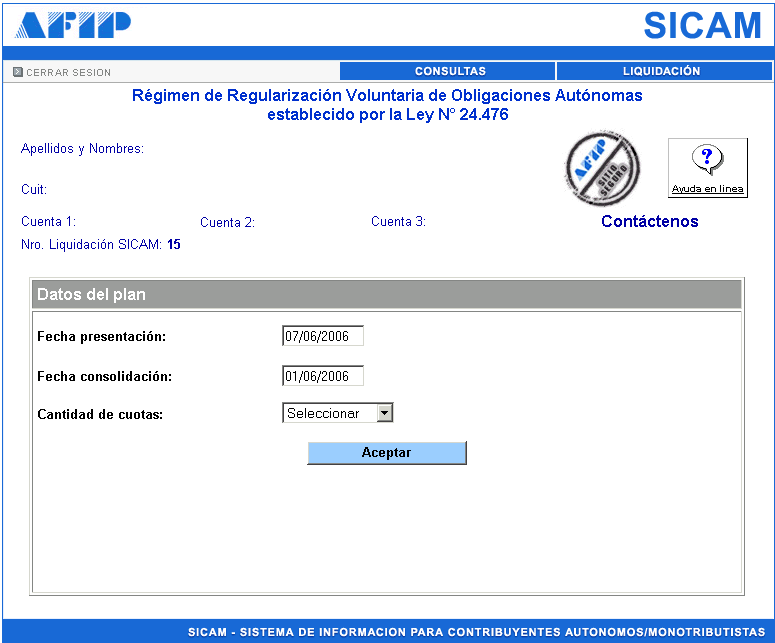 AFIP SICAM
CERRAR SESION CONSULTAS LIQUIDACIÓN
Régimen de Regularización Voluntaria de Obligaciones Autónomas
establecido por la Ley N° 24.476
Apellidos y Nombres:
AFIP
SITIO
SEGURO
?
Ayuda en linea
Cuit:
Cuenta 1: Cuenta 2: Cuenta 3: Contáctenos
Nro. Liquidación SICAM: 15
Datos del plan
Fecha presentación: 07/06/2006
Fecha consolidación: 01/06/2006
Cantidad de cuotas: Seleccionar
Aceptar
SICAM - SISTEMA DE INFORMACION PARA CONTRIBUYENTES AUTONOMOS/MONOTRIBUTISTAS